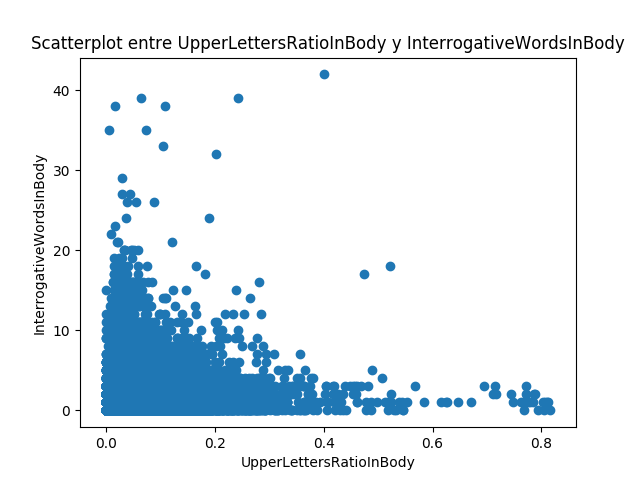 Scatterplot entre UpperLettersRatioInBody y InterrogativeWordsInBody
40
30
20
10
0
InterrogativeWordsInBody
0.0 0.2 0.4 0.6 0.8
UpperLettersRatioInBody